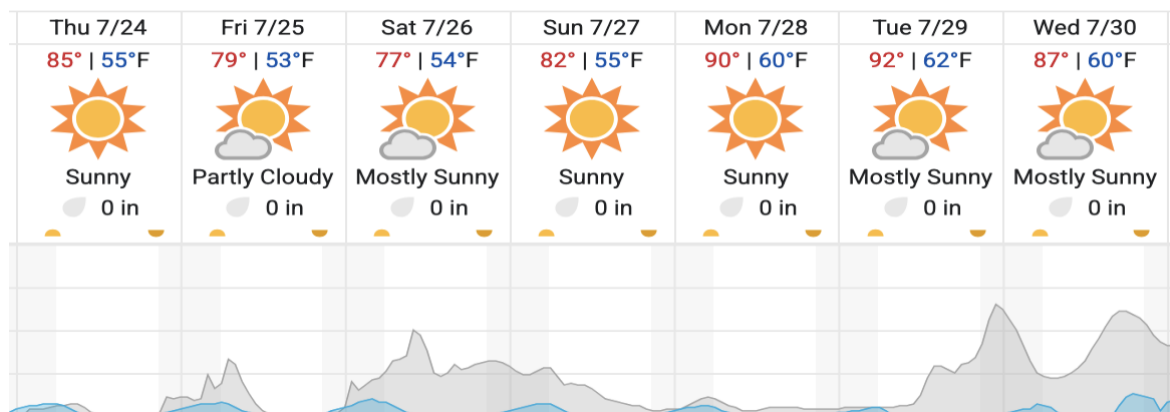 Thu 7/24 Fri 7/25 Sat 7/26 Sun 7/27 Mon 7/28 Tue 7/29 Wed 7/30
85° | 55°F 79° | 53°F 77° | 54°F 82° | 55°F 90° | 60°F 92° | 62°F 87° | 60°F
Sunny Partly Cloudy Mostly Sunny Sunny Sunny Mostly Sunny Mostly Sunny
0 in 0 in 0 in 0 in 0 in 0 in 0 in